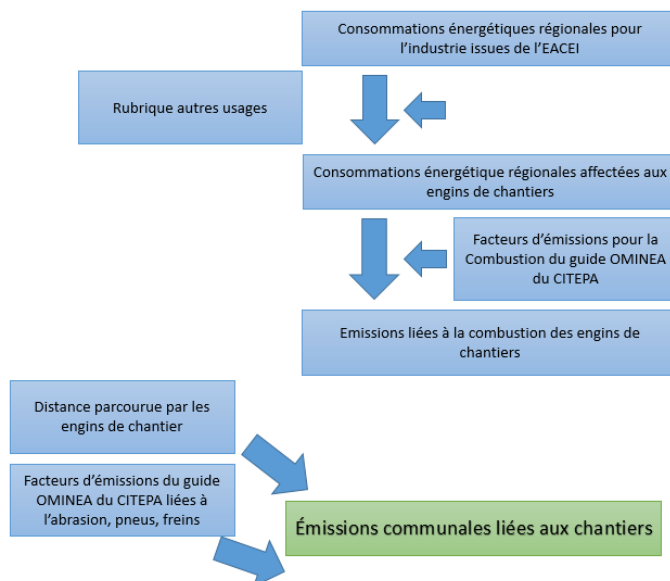 Consommations énergétiques régionales pour
l'industrie issues de l'EACEI
Rubrique autres usages
Consommations énergétique régionales affectées aux
engins de chantiers
Facteurs d'émissions pour la
Combustion du guide OMINEA
du CITEPA
Emissions liées à la combustion des engins de
chantiers
Distance parcourue par les
engins de chantier
Facteurs d'émissions du guide
OMINEA du CITEPA liées à
l'abrasion, pneus, freins
Émissions communales liées aux chantiers